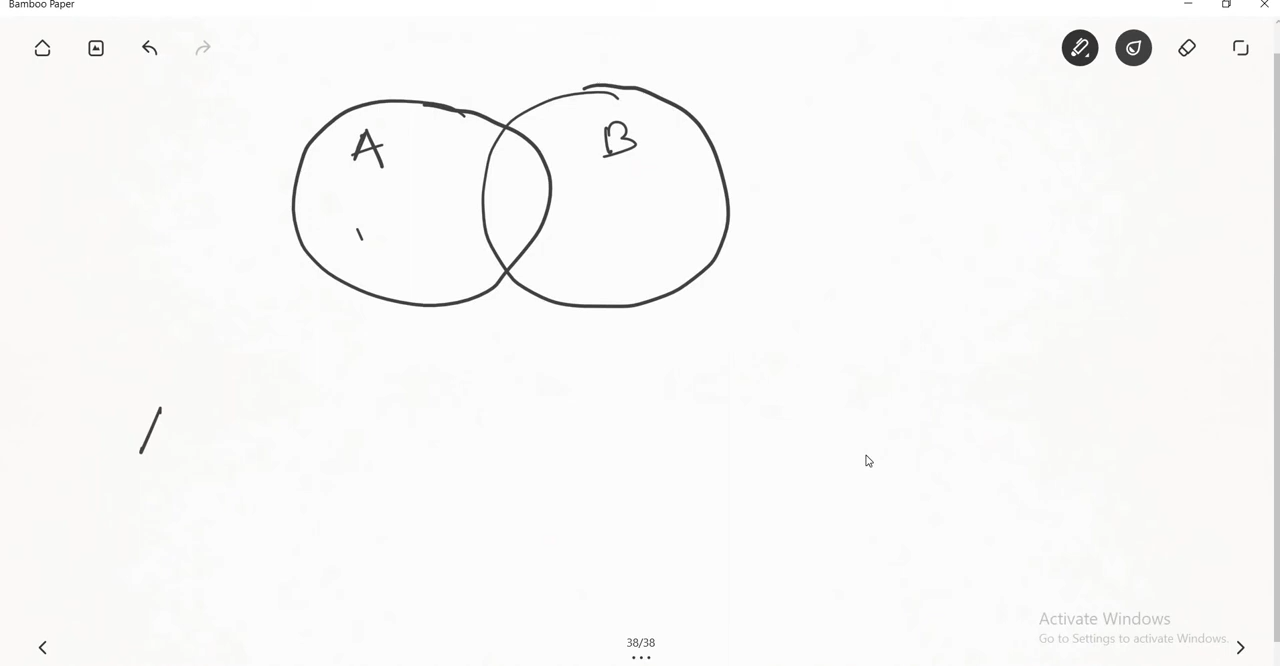 Bamboo Paper
A
B
38/38
Activate Windows
Go to Settings to activate Windows.